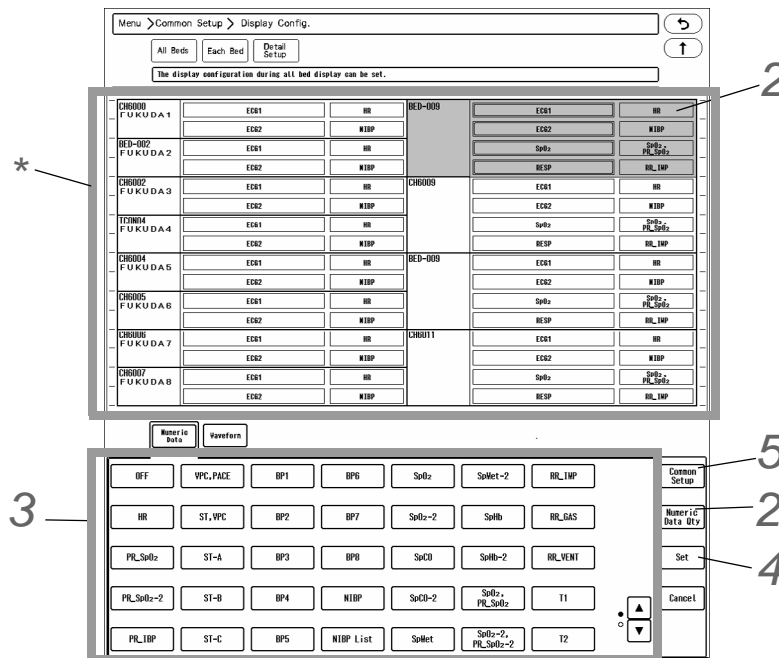 Menu > Common Setup > Display Config.
All Beds Each Bed Detail Setup
The display configuration during all bed display can be set.
2
*
CH6000 FUKUDA1 ECG1 HR BED-009 ECG1 HR
ECG2 NIBP ECG2 NIBP
BED-002 FUKUDA2 ECG1 HR SpO₂ SpO₂, PR_SpO₂
ECG2 NIBP RESP RR_IMP
CH6002 FUKUDA3 ECG1 HR CH6009 ECG1 HR
ECG2 NIBP ECG2 NIBP
TCON04 FUKUDA4 ECG1 HR SpO₂ SpO₂, PR_SpO₂
ECG2 NIBP RESP RR_IMP
CH6004 FUKUDA5 ECG1 HR BED-009 ECG1 HR
ECG2 NIBP ECG2 NIBP
CH6005 FUKUDA6 ECG1 HR SpO₂ SpO₂, PR_SpO₂
ECG2 NIBP RESP RR_IMP
CH6006 FUKUDA7 ECG1 HR CH6011 ECG1 HR
ECG2 NIBP ECG2 NIBP
CH6007 FUKUDA8 ECG1 HR SpO₂ SpO₂, PR_SpO₂
ECG2 NIBP RESP RR_IMP
Numeric Data Waveform
5
OFF VPC,PACE BP1 BP6 SpO₂ SpMet-2 RR_IMP Common Setup
3
HR ST,VPC BP2 BP7 SpO₂-2 SpHb RR_GAS Numeric Data Qty
2
PR_SpO₂ ST-A BP3 BP8 SpCO SpHb-2 RR_VENT Set
4
PR_SpO₂-2 ST-B BP4 NIBP SpCO-2 SpO₂, PR_SpO₂ T1 Cancel
PR_IBP ST-C BP5 NIBP List SpMet SpO₂-2, PR_SpO₂-2 T2